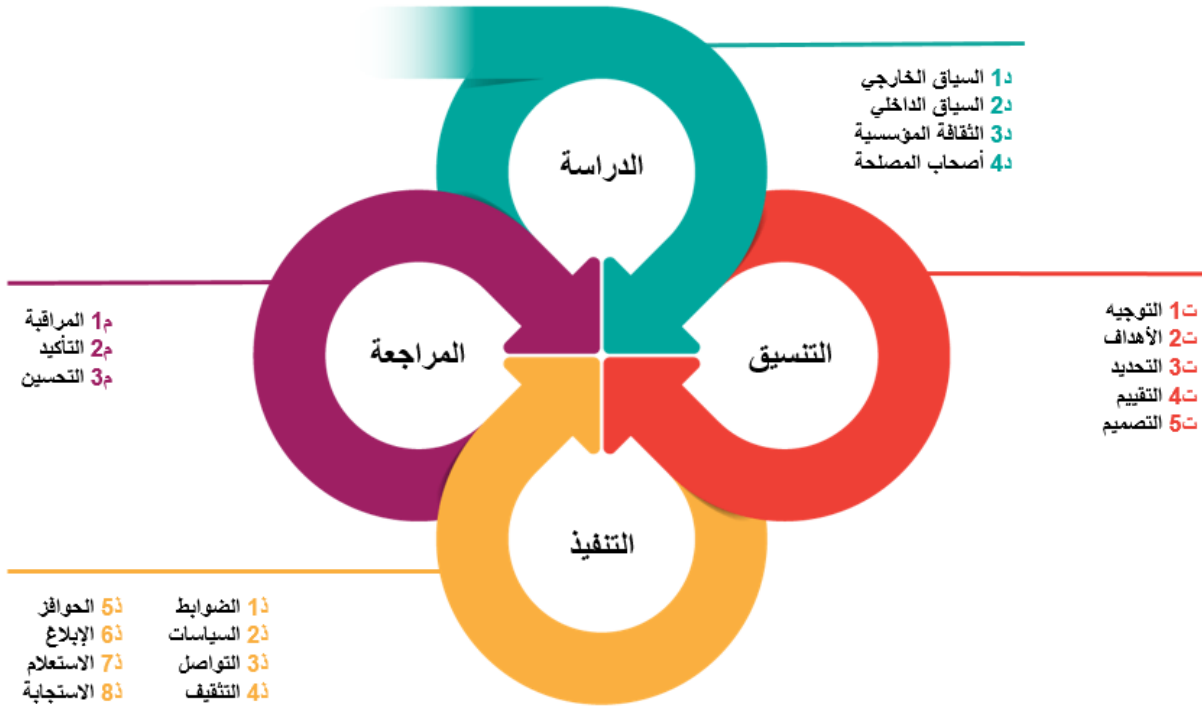 الدراسة
د1 السياق الخارجي
د2 السياق الداخلي
د3 الثقافة المؤسسية
د4 أصحاب المصلحة
التنسيق
ت1 التوجيه
ت2 الأهداف
ت3 التحديد
ت4 التقييم
ت5 التصميم
التنفيذ
ذ1 الضوابط
ذ2 السياسات
ذ3 التواصل
ذ4 التثقيف
ذ5 الحوافز
ذ6 الإبلاغ
ذ7 الاستعلام
ذ8 الاستجابة
المراجعة
م1 المراقبة
م2 التأكيد
م3 التحسين